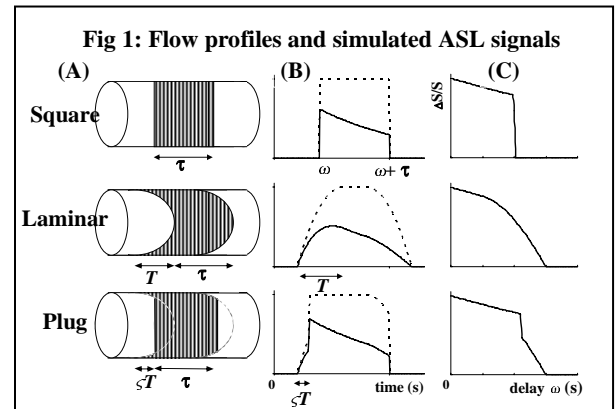 Fig 1: Flow profiles and simulated ASL signals
(A) (B) (C)
Square
τ
ω ω+ τ
ΔS/S
Laminar
T τ
T
Plug
ςT τ
0 time (s)
ςT
0 delay ω (s)